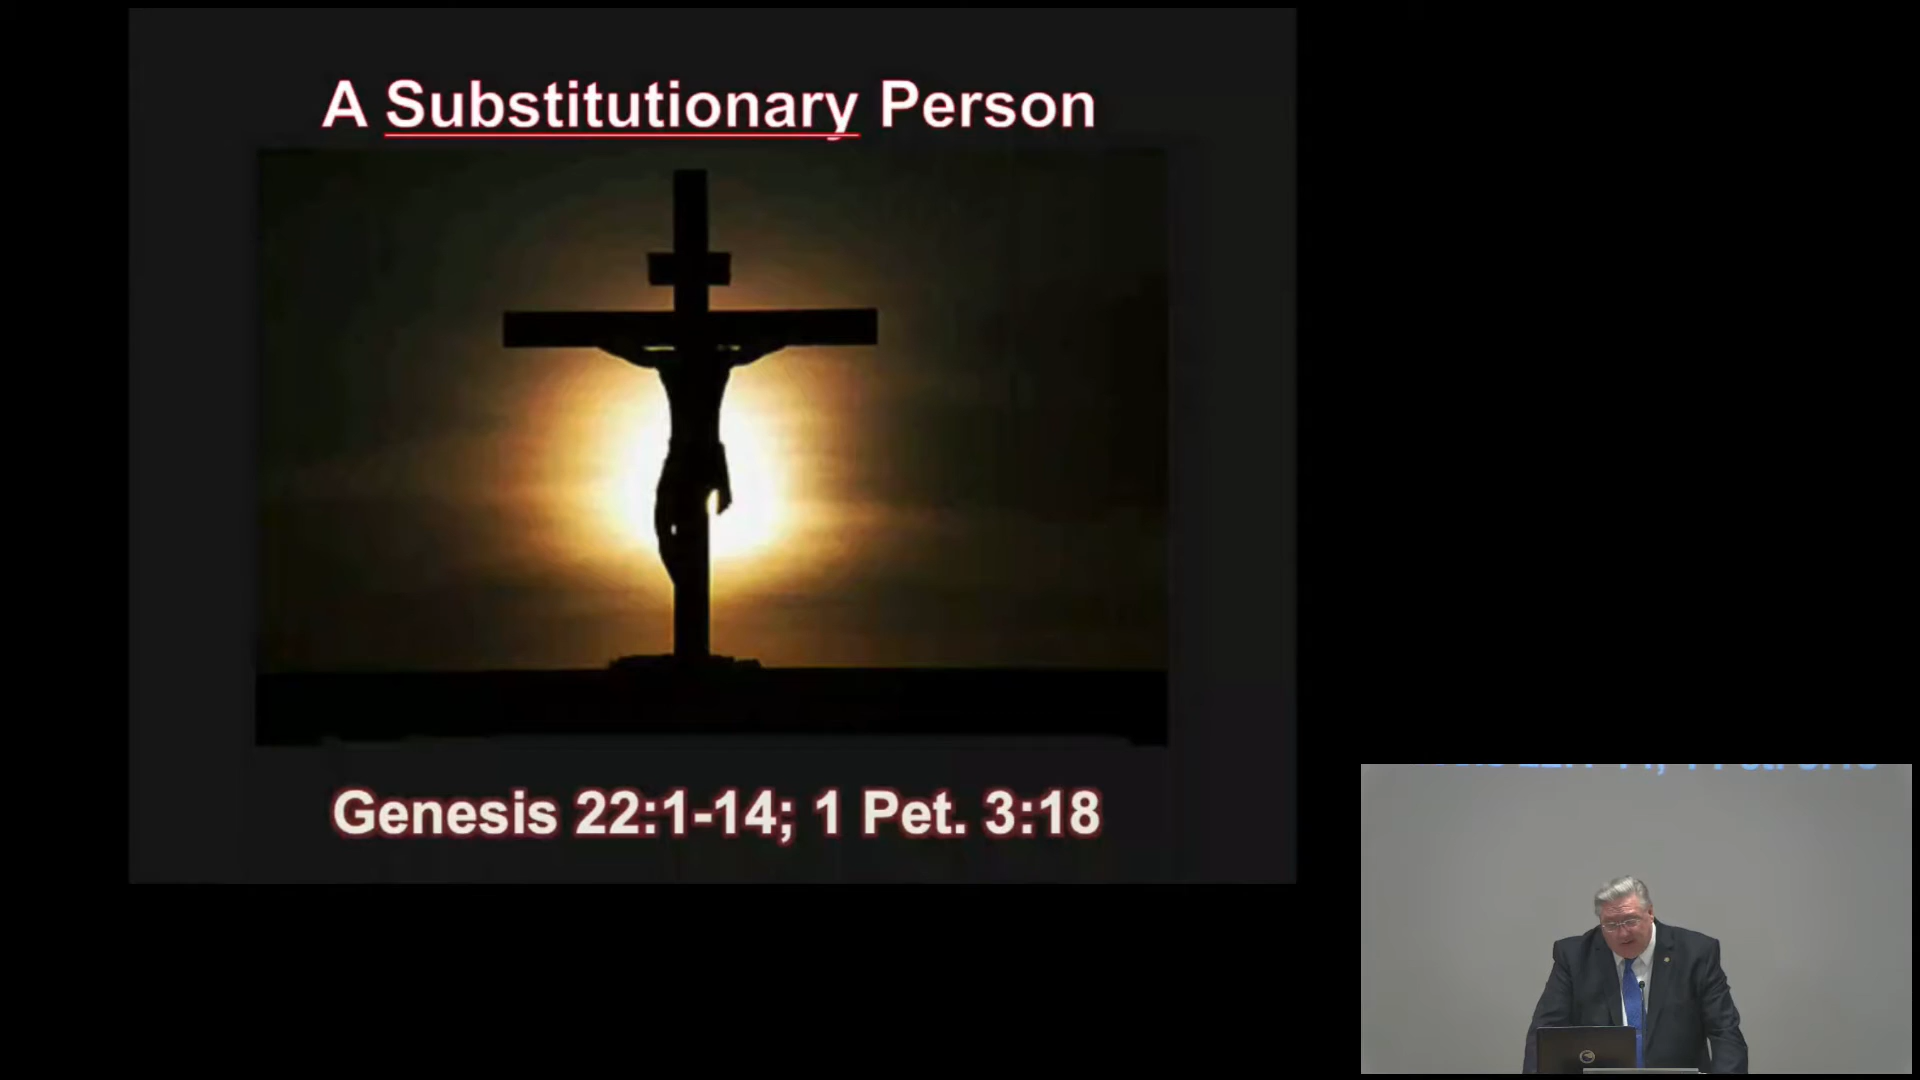 A Substitutionary Person
Genesis 22:1-14; 1 Pet. 3:18